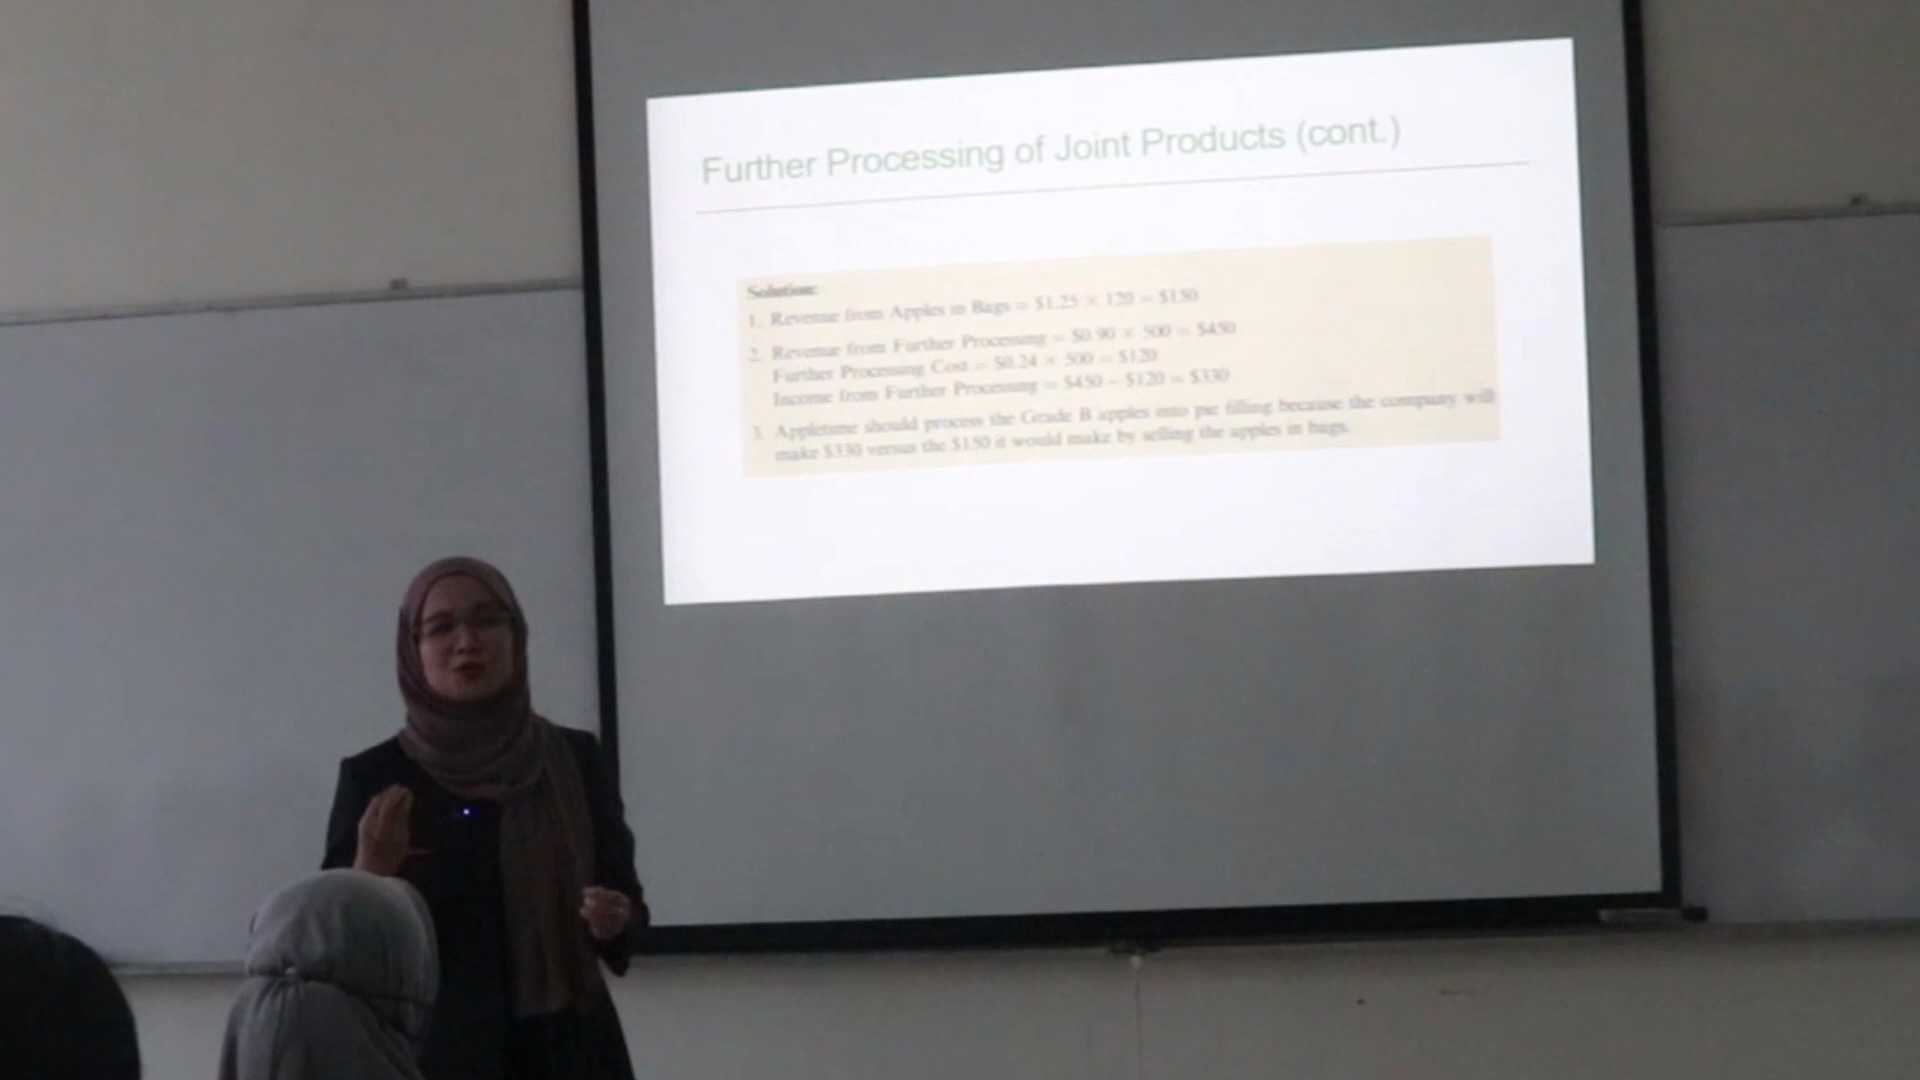 Further Processing of Joint Products (cont.)
Solution:
1. Revenue from Apples in Bags = $1.25 × 120 = $150
2. Revenue from Further Processing = $0.90 × 500 = $450
Further Processing Cost = $0.24 × 500 = $120
Income from Further Processing = $450 − $120 = $330
3. Appletime should process the Grade B apples into pie filling because the company will
make $330 versus the $150 it would make by selling the apples in bags.